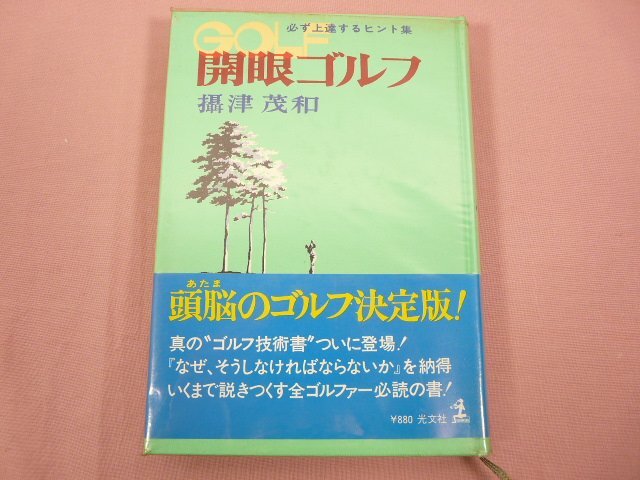 必ず上達するヒント集
GOLF
開眼ゴルフ
攝津 茂和
あたま
頭脳のゴルフ決定版！
真の"ゴルフ技術書"ついに登場！
『なぜ、そうしなければならないか』を納得
いくまで説きつくす全ゴルファー必読の書！
¥880 光文社